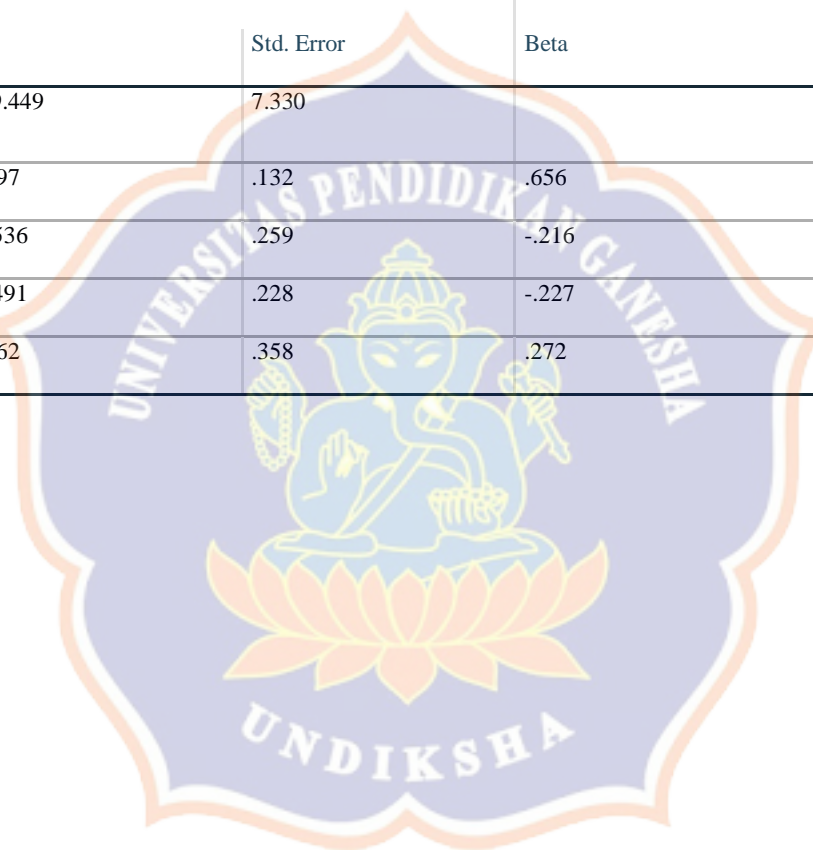 Std. Error Beta
.449 7.330
97 .132 .656
536 .259 -.216
491 .228 -.227
62 .358 .272
UNIVERSITAS PENDIDIKAN GANESHA
UNDIKSHA